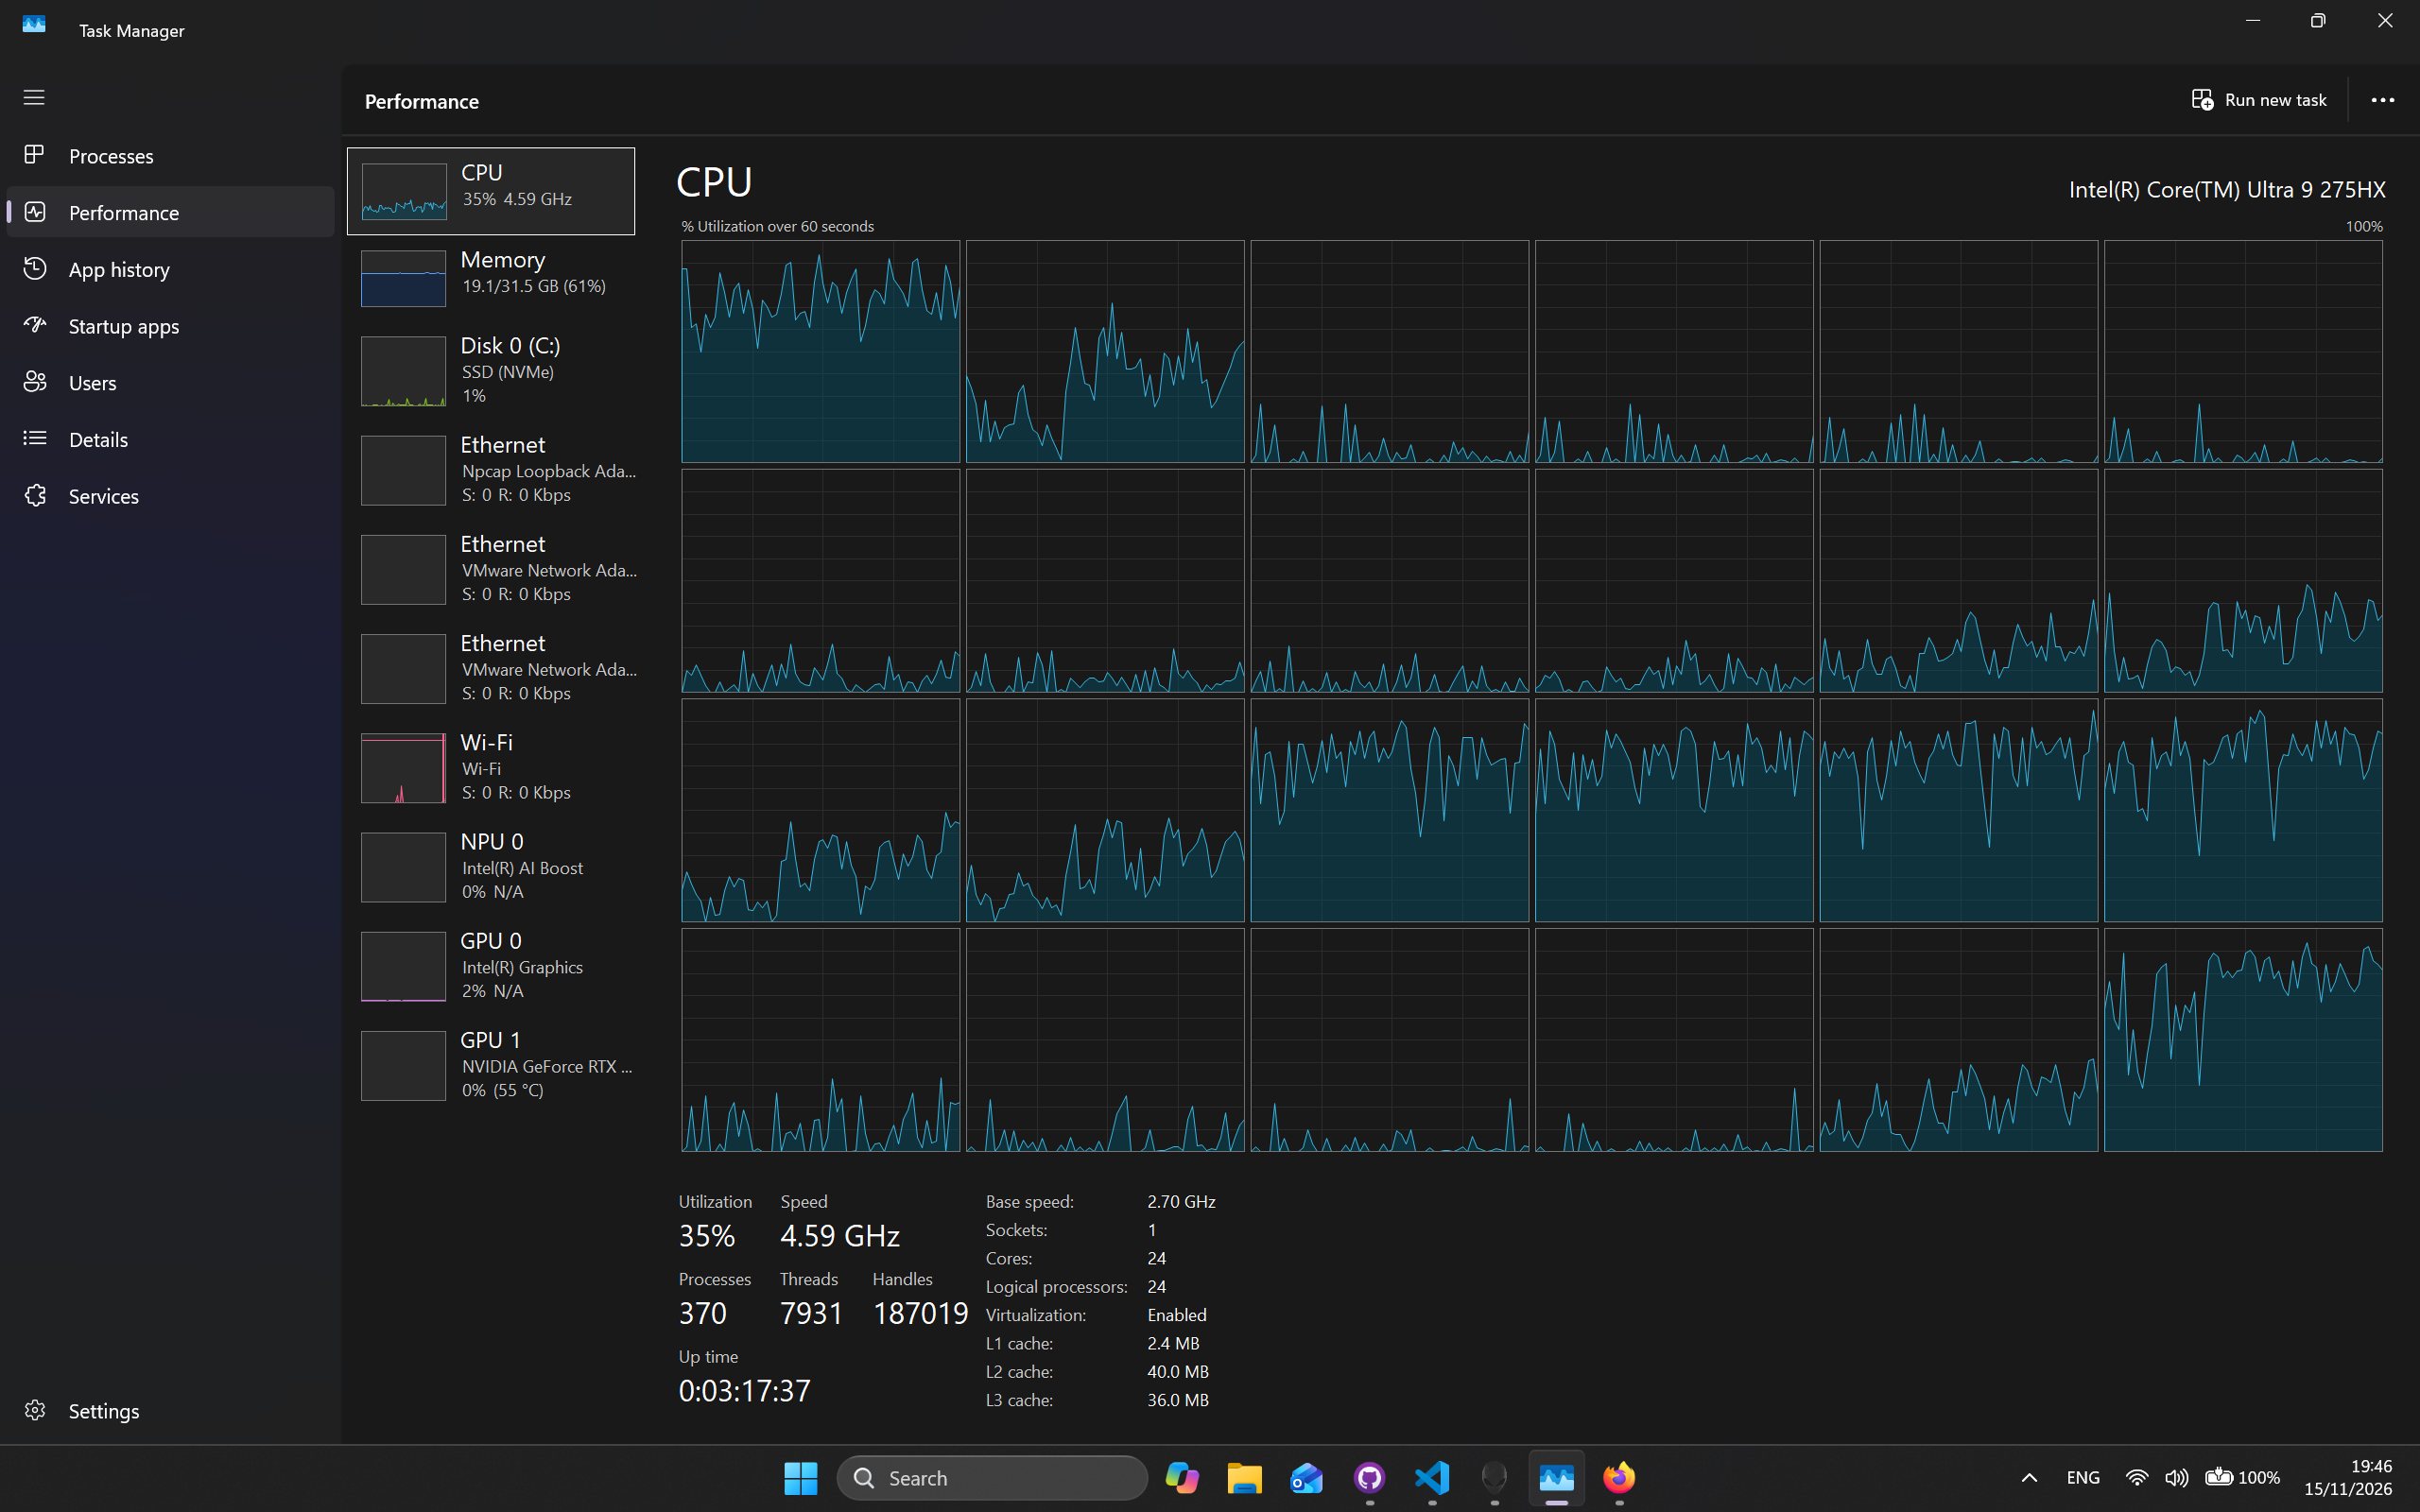 Task Manager
Performance
Run new task
Processes
Performance
App history
Startup apps
Users
Details
Services
Settings
CPU
35% 4.59 GHz
Memory
19.1/31.5 GB (61%)
Disk 0 (C:)
SSD (NVMe)
1%
Ethernet
Npcap Loopback Ada...
S: 0 R: 0 Kbps
Ethernet
VMware Network Ada...
S: 0 R: 0 Kbps
Ethernet
VMware Network Ada...
S: 0 R: 0 Kbps
Wi-Fi
Wi-Fi
S: 0 R: 0 Kbps
NPU 0
Intel(R) AI Boost
0% N/A
GPU 0
Intel(R) Graphics
2% N/A
GPU 1
NVIDIA GeForce RTX ...
0% (55 °C)
CPU
Intel(R) Core(TM) Ultra 9 275HX
% Utilization over 60 seconds
100%
Utilization Speed
35% 4.59 GHz
Processes Threads Handles
370 7931 187019
Up time
0:03:17:37
Base speed: 2.70 GHz
Sockets: 1
Cores: 24
Logical processors: 24
Virtualization: Enabled
L1 cache: 2.4 MB
L2 cache: 40.0 MB
L3 cache: 36.0 MB
Search
ENG
100%
19:46
15/11/2026